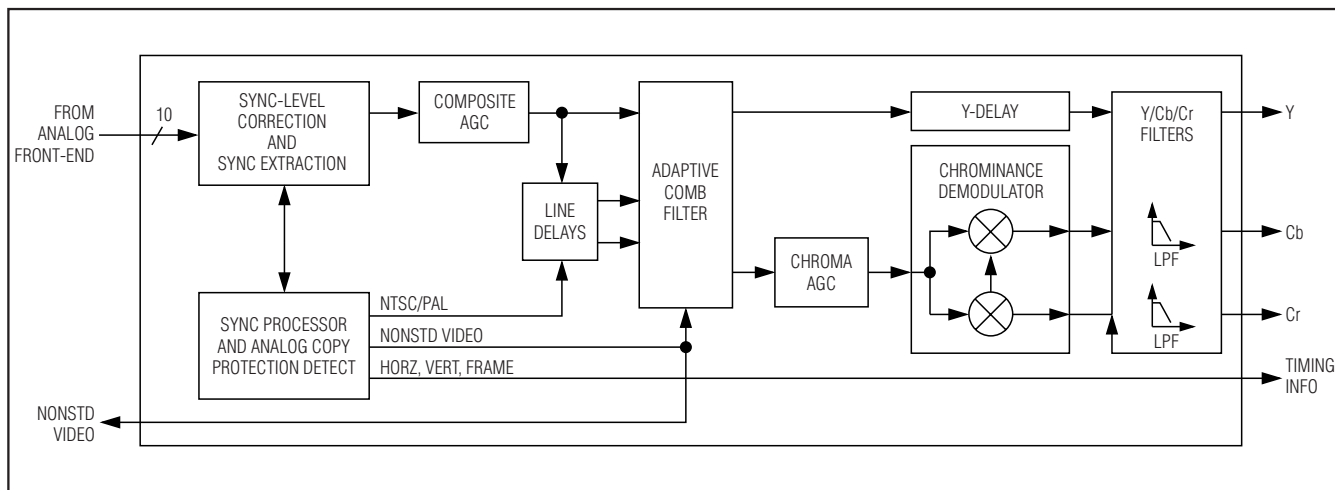 FROM
ANALOG
FRONT-END
10
SYNC-LEVEL
CORRECTION
AND
SYNC EXTRACTION
COMPOSITE
AGC
LINE
DELAYS
ADAPTIVE
COMB
FILTER
Y-DELAY
CHROMINANCE
DEMODULATOR
CHROMA
AGC
Y/Cb/Cr
FILTERS
LPF
LPF
Y
Cb
Cr
SYNC PROCESSOR
AND ANALOG COPY
PROTECTION DETECT
NTSC/PAL
NONSTD VIDEO
HORZ, VERT, FRAME
TIMING
INFO
NONSTD
VIDEO